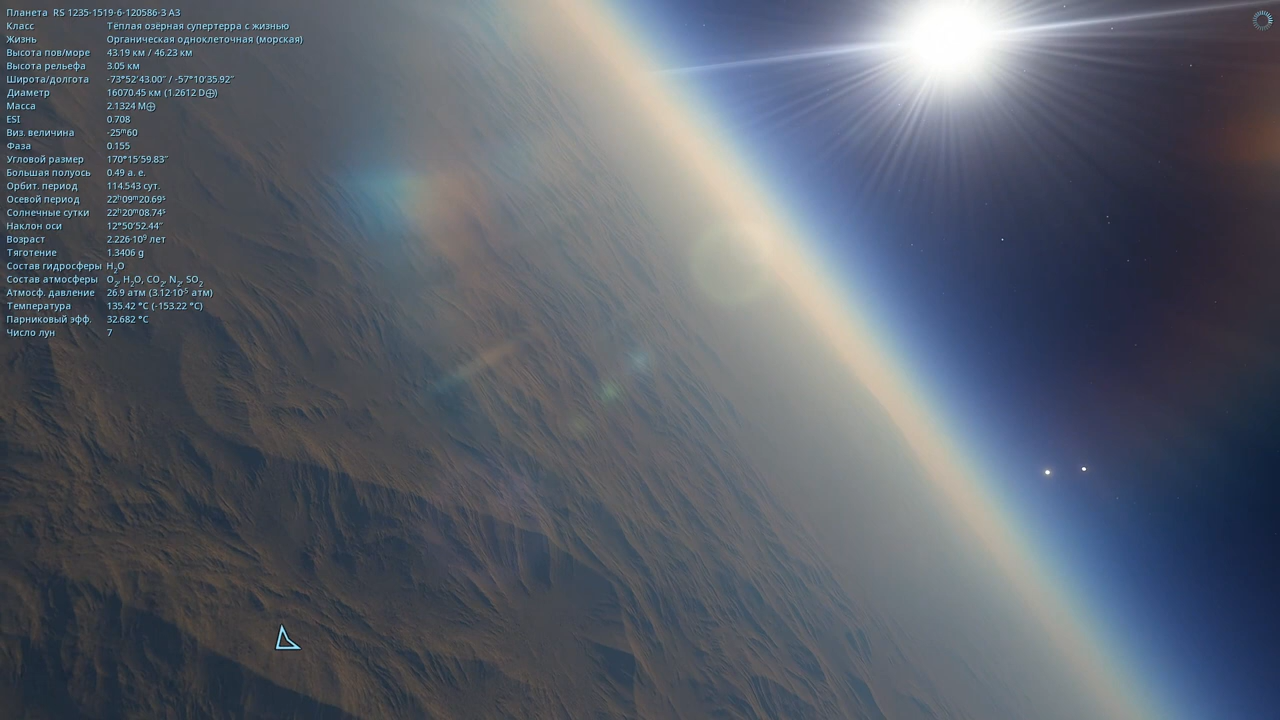 Планета RS 1235-1519-6-120586-3 A3
Класс Тёплая озёрная супертерра с жизнью
Жизнь Органическая одноклеточная (морская)
Высота пов/море 43.19 км / 46.23 км
Высота рельефа 3.05 км
Широта/долгота -73°52′43.00″ / -57°10′35.92″
Диаметр 16070.45 км (1.2612 D⊕)
Масса 2.1324 M⊕
ESI 0.708
Виз. величина -25ᵐ60
Фаза 0.155
Угловой размер 170°15′59.83″
Большая полуось 0.49 а. е.
Орбит. период 114.543 сут.
Осевой период 22ʰ09ᵐ20.69ˢ
Солнечные сутки 22ʰ20ᵐ08.74ˢ
Наклон оси 12°50′52.44″
Возраст 2.226·10⁹ лет
Тяготение 1.3406 g
Состав гидросферы H₂O
Состав атмосферы O₂, H₂O, CO₂, N₂, SO₂
Атмосф. давление 26.9 атм (3.12·10⁻⁵ атм)
Температура 135.42 °C (-153.22 °C)
Парниковый эфф. 32.682 °C
Число лун 7